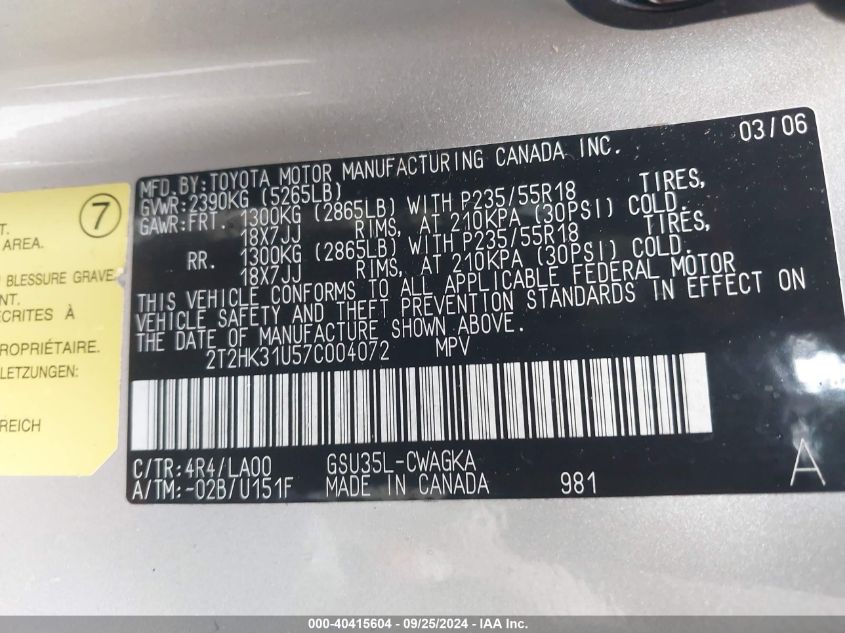 03/06
MFD.BY:TOYOTA MOTOR MANUFACTURING CANADA INC.
GVWR:2390KG (5265LB)
GAWR:FRT. 1300KG (2865LB) WITH P235/55R18 TIRES,
18X7JJ RIMS, AT 210KPA (30PSI) COLD.
RR. 1300KG (2865LB) WITH P235/55R18 TIRES,
18X7JJ RIMS, AT 210KPA (30PSI) COLD.
THIS VEHICLE CONFORMS TO ALL APPLICABLE FEDERAL MOTOR
VEHICLE SAFETY AND THEFT PREVENTION STANDARDS IN EFFECT ON
THE DATE OF MANUFACTURE SHOWN ABOVE.
2T2HK31U57C004072 MPV
C/TR:4R4/LA00 GSU35L-CWAGKA
A/TM:-02B/U151F MADE IN CANADA 981
A
7
T.
AREA.
BLESSURE GRAVE
NT.
ÉCRITES À
PROPRIÉTAIRE.
LETZUNGEN:
REICH
000-40415604 - 09/25/2024 - IAA Inc.